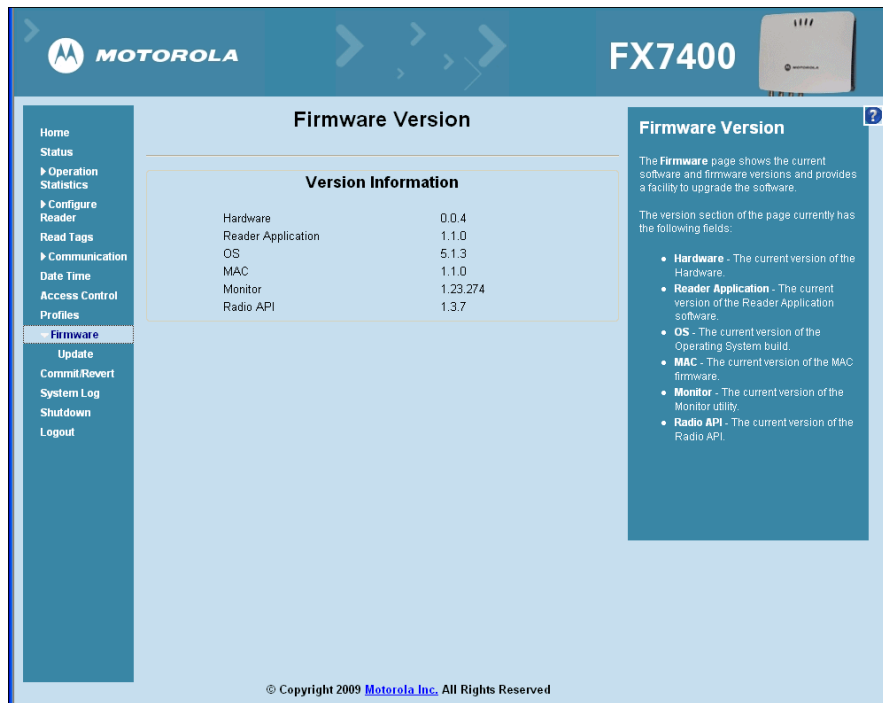 MOTOROLA
FX7400
Home
Status
Operation
Statistics
Configure
Reader
Read Tags
Communication
Date Time
Access Control
Profiles
Firmware
Update
Commit/Revert
System Log
Shutdown
Logout
Firmware Version
Version Information
Hardware 0.0.4
Reader Application 1.1.0
OS 5.1.3
MAC 1.1.0
Monitor 1.23.274
Radio API 1.3.7
?
Firmware Version
The Firmware page shows the current
software and firmware versions and provides
a facility to upgrade the software.
The version section of the page currently has
the following fields:
• Hardware - The current version of the
Hardware.
• Reader Application - The current
version of the Reader Application
software.
• OS - The current version of the
Operating System build.
• MAC - The current version of the MAC
firmware.
• Monitor - The current version of the
Monitor utility.
• Radio API - The current version of the
Radio API.
© Copyright 2009 Motorola Inc. All Rights Reserved